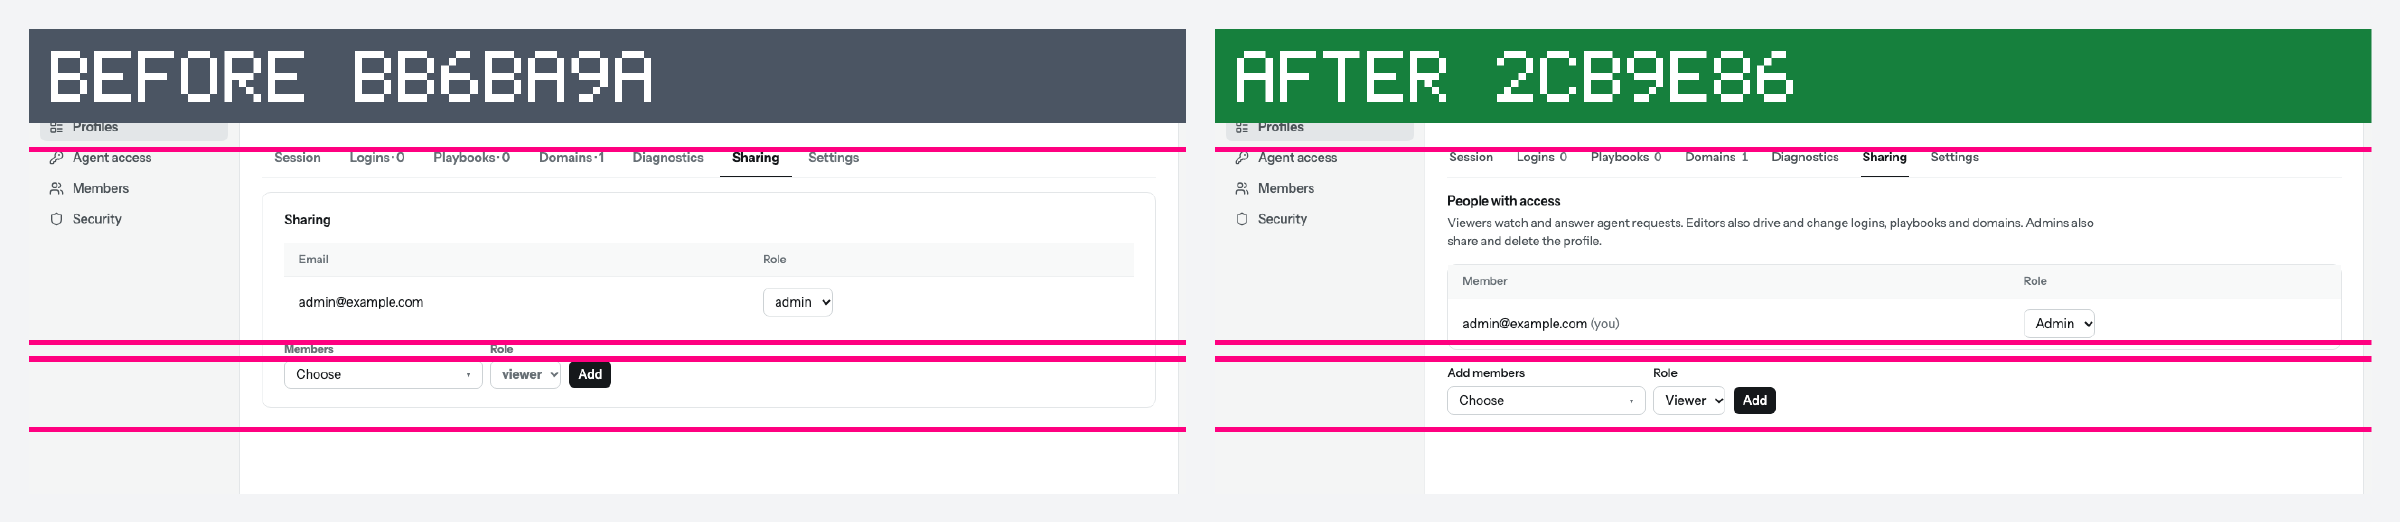 BEFORE BB6BA9A
Profiles
Agent access
Members
Security
Session Logins · 0 Playbooks · 0 Domains · 1 Diagnostics Sharing Settings
Sharing
Email Role
admin@example.com admin
Members Role
Choose viewer Add
AFTER 2CB9E86
Profiles
Agent access
Members
Security
Session Logins 0 Playbooks 0 Domains 1 Diagnostics Sharing Settings
People with access
Viewers watch and answer agent requests. Editors also drive and change logins, playbooks and domains. Admins also
share and delete the profile.
Member Role
admin@example.com (you) Admin
Add members Role
Choose Viewer Add